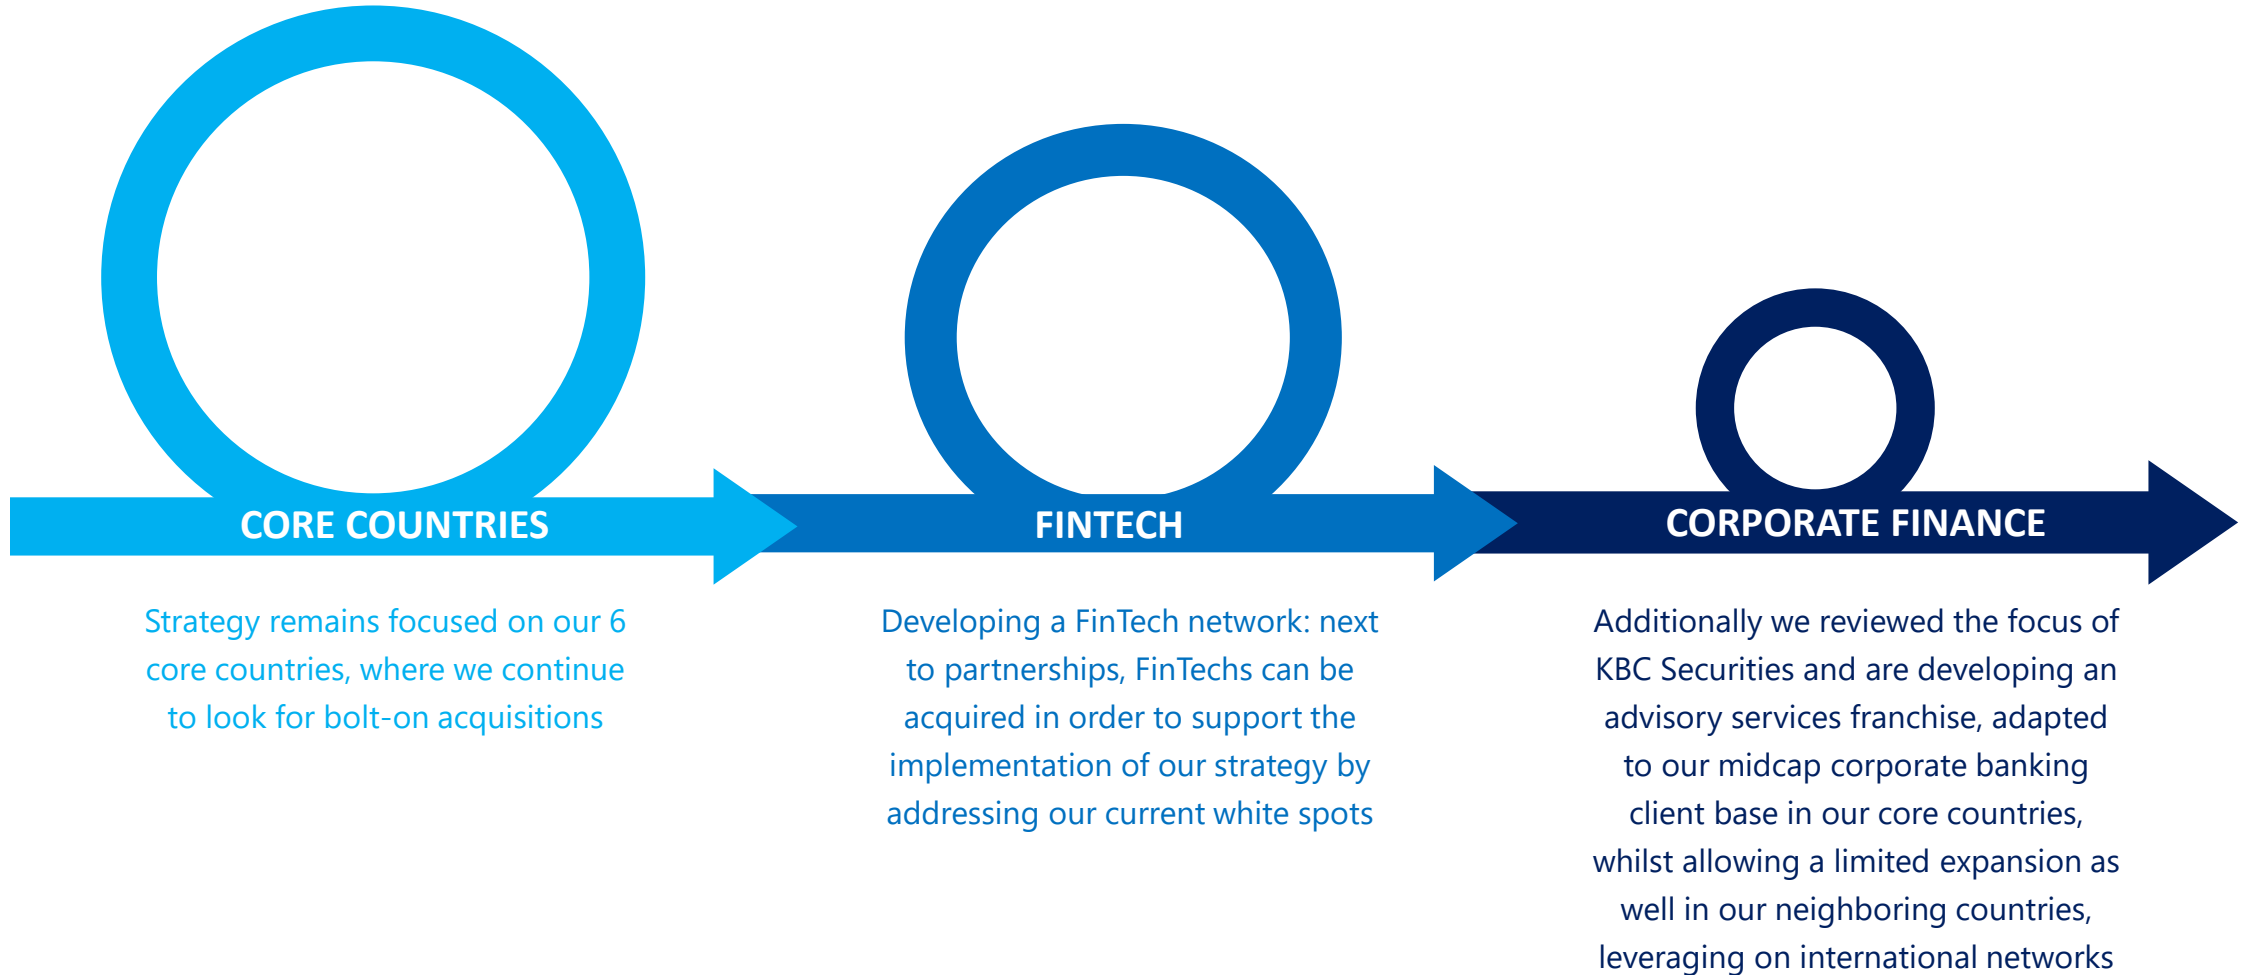 CORE COUNTRIES
Strategy remains focused on our 6
core countries, where we continue
to look for bolt-on acquisitions
FINTECH
Developing a FinTech network: next
to partnerships, FinTechs can be
acquired in order to support the
implementation of our strategy by
addressing our current white spots
CORPORATE FINANCE
Additionally we reviewed the focus of
KBC Securities and are developing an
advisory services franchise, adapted
to our midcap corporate banking
client base in our core countries,
whilst allowing a limited expansion as
well in our neighboring countries,
leveraging on international networks